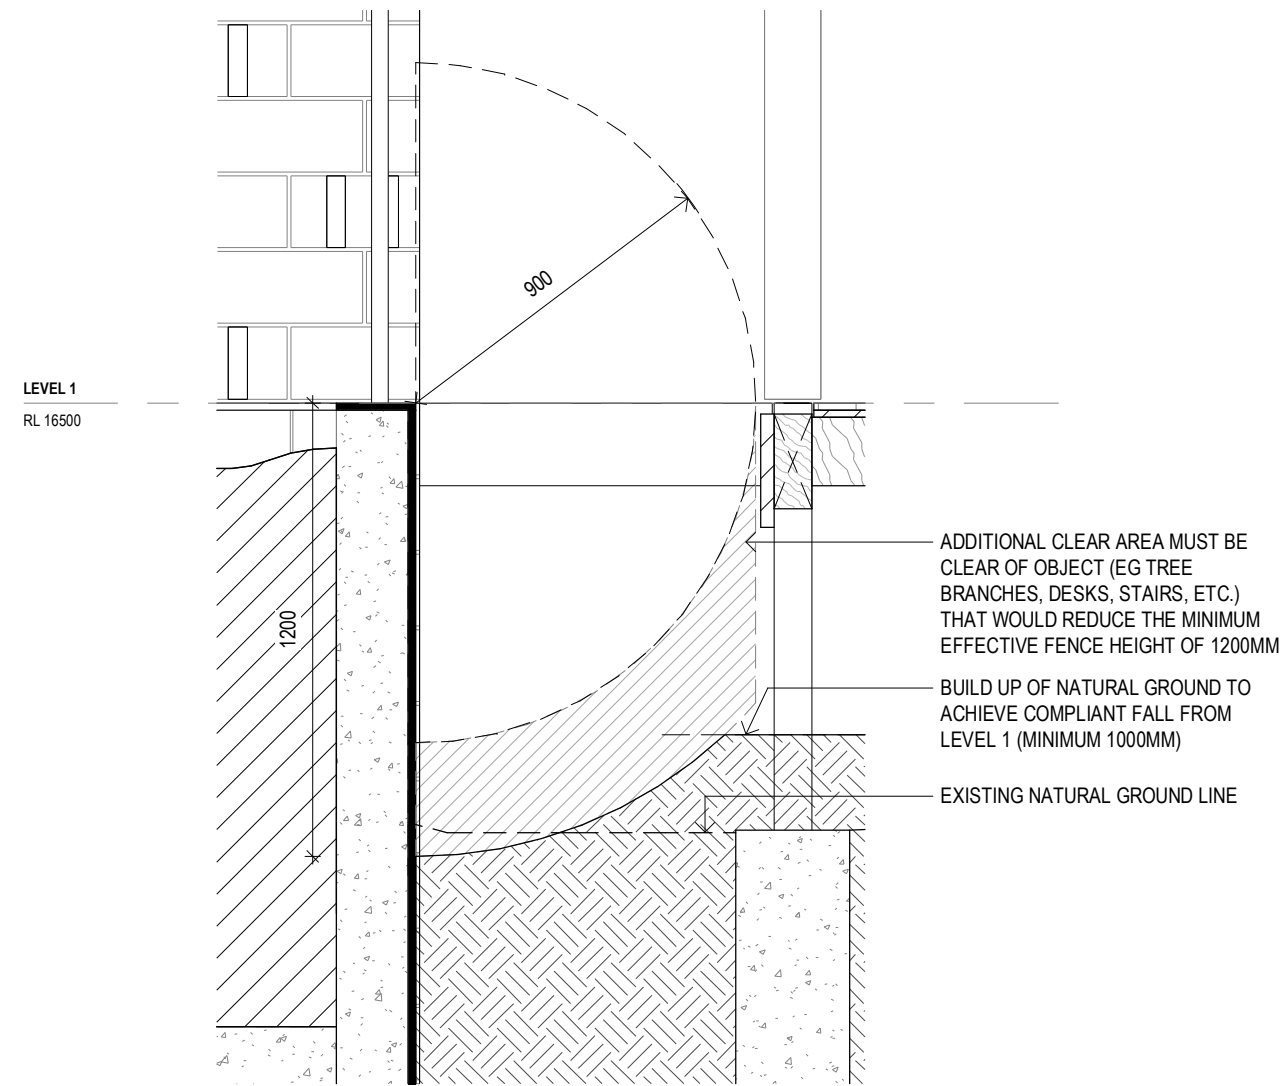 900
LEVEL 1
RL 16500
1200
ADDITIONAL CLEAR AREA MUST BE
CLEAR OF OBJECT (EG TREE
BRANCHES, DESKS, STAIRS, ETC.)
THAT WOULD REDUCE THE MINIMUM
EFFECTIVE FENCE HEIGHT OF 1200MM
BUILD UP OF NATURAL GROUND TO
ACHIEVE COMPLIANT FALL FROM
LEVEL 1 (MINIMUM 1000MM)
EXISTING NATURAL GROUND LINE